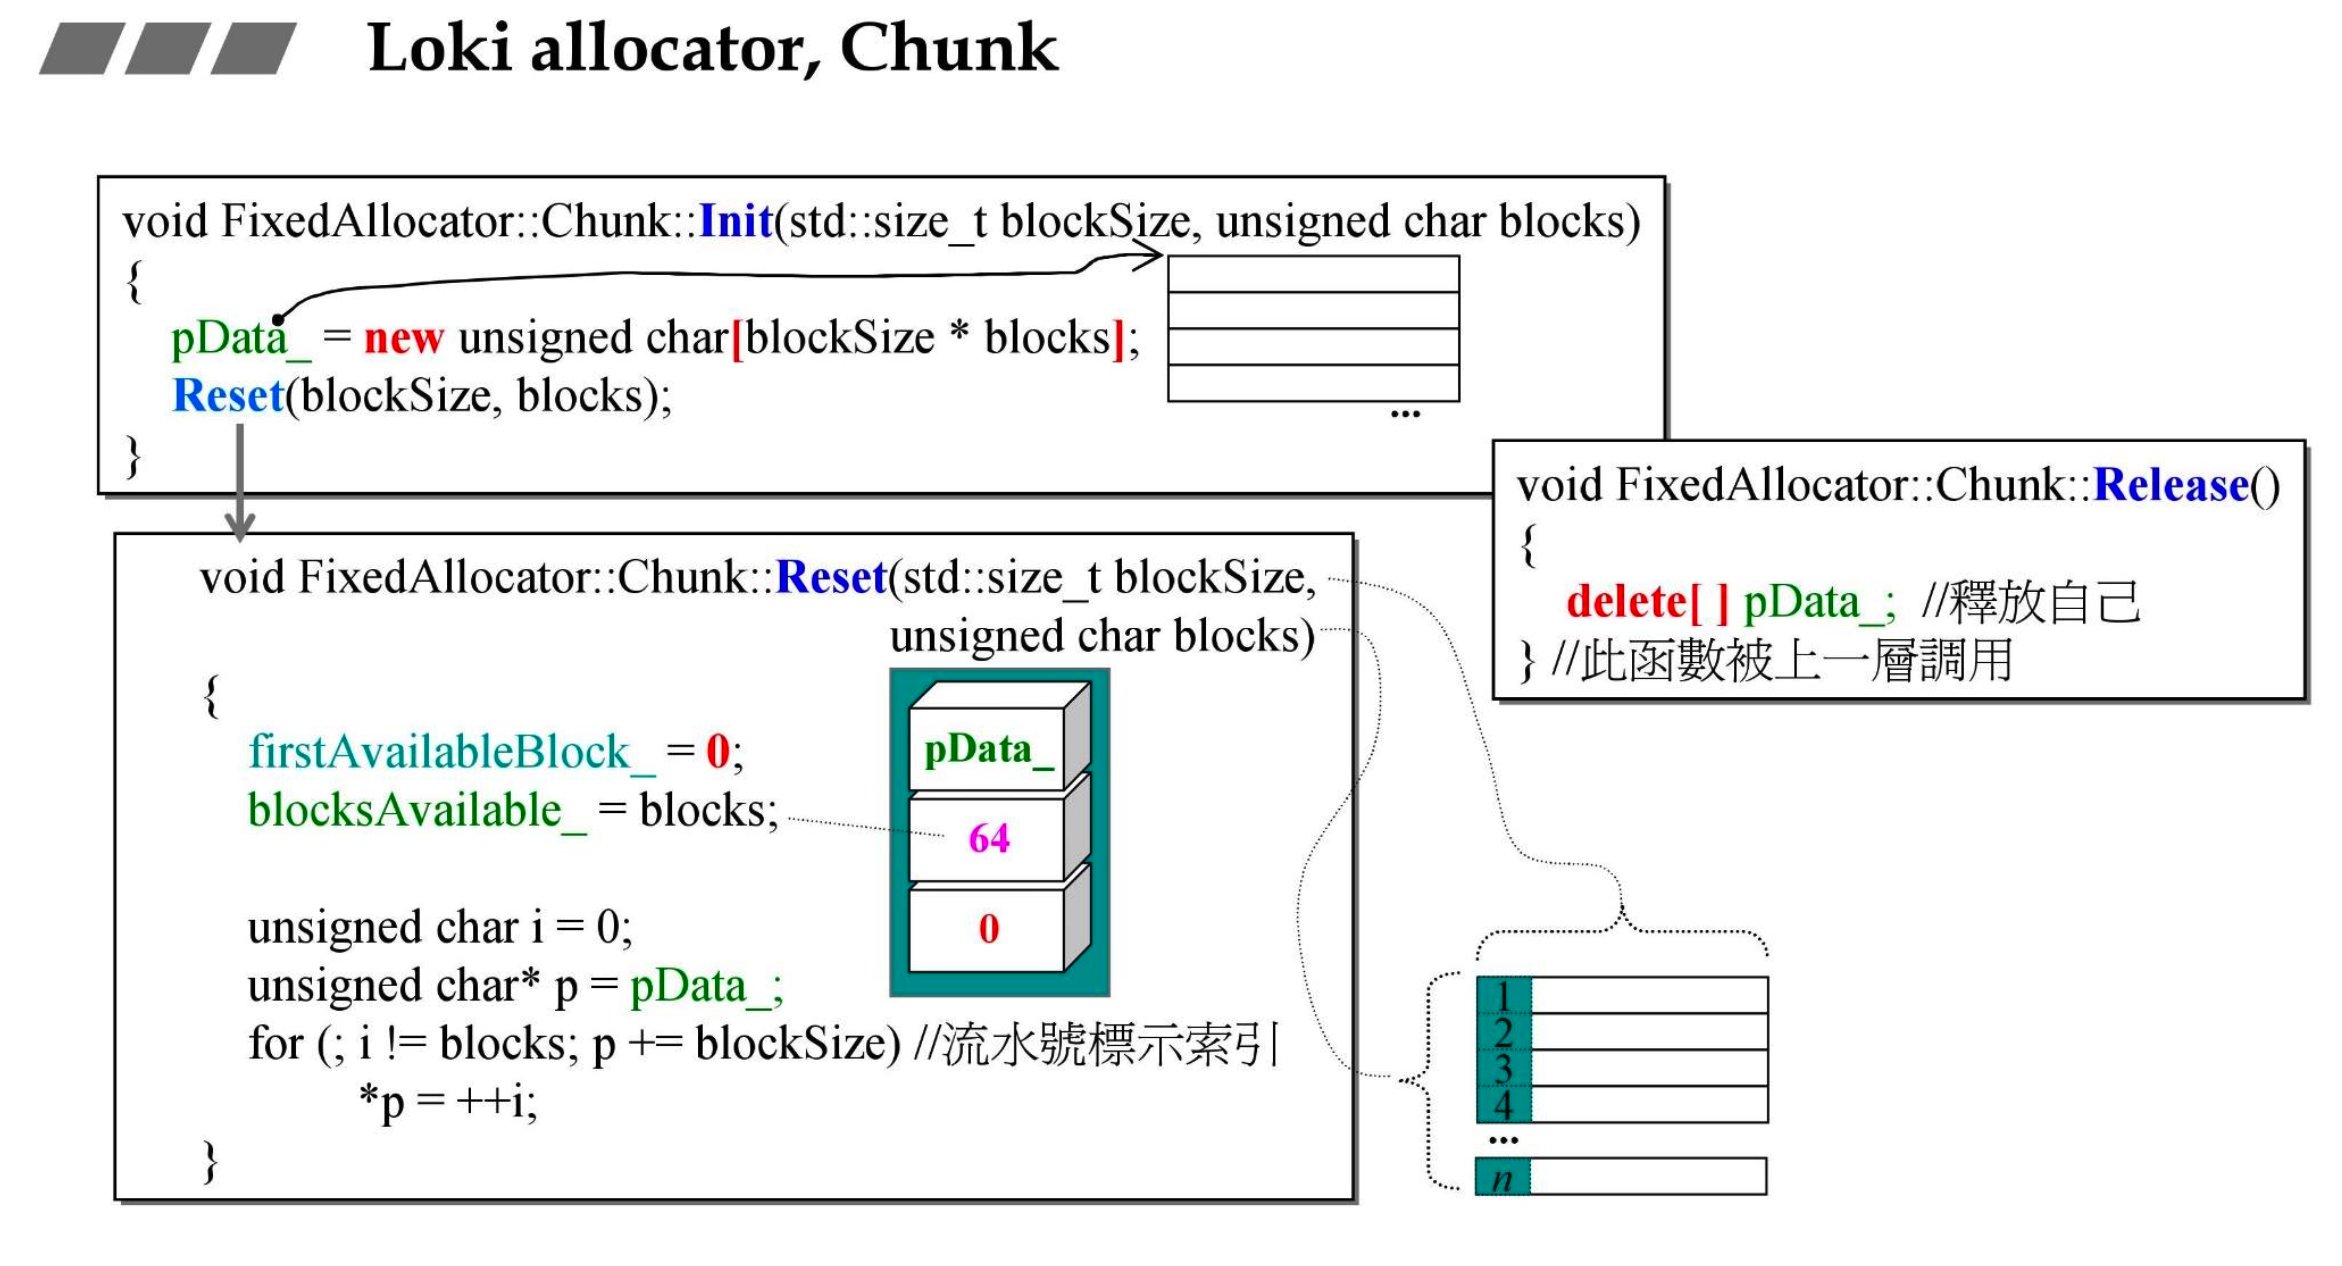 Loki allocator, Chunk
void FixedAllocator::Chunk::Init(std::size_t blockSize, unsigned char blocks)
{
pData_ = new unsigned char[blockSize * blocks];
Reset(blockSize, blocks);
...
}
void FixedAllocator::Chunk::Release()
{
delete[ ] pData_; //釋放自己
} //此函數被上一層調用
void FixedAllocator::Chunk::Reset(std::size_t blockSize,
unsigned char blocks)
{
firstAvailableBlock_ = 0;
blocksAvailable_ = blocks;
unsigned char i = 0;
unsigned char* p = pData_;
for (; i != blocks; p += blockSize) //流水號標示索引
*p = ++i;
}
pData_
64
0
1
2
3
4
...
n